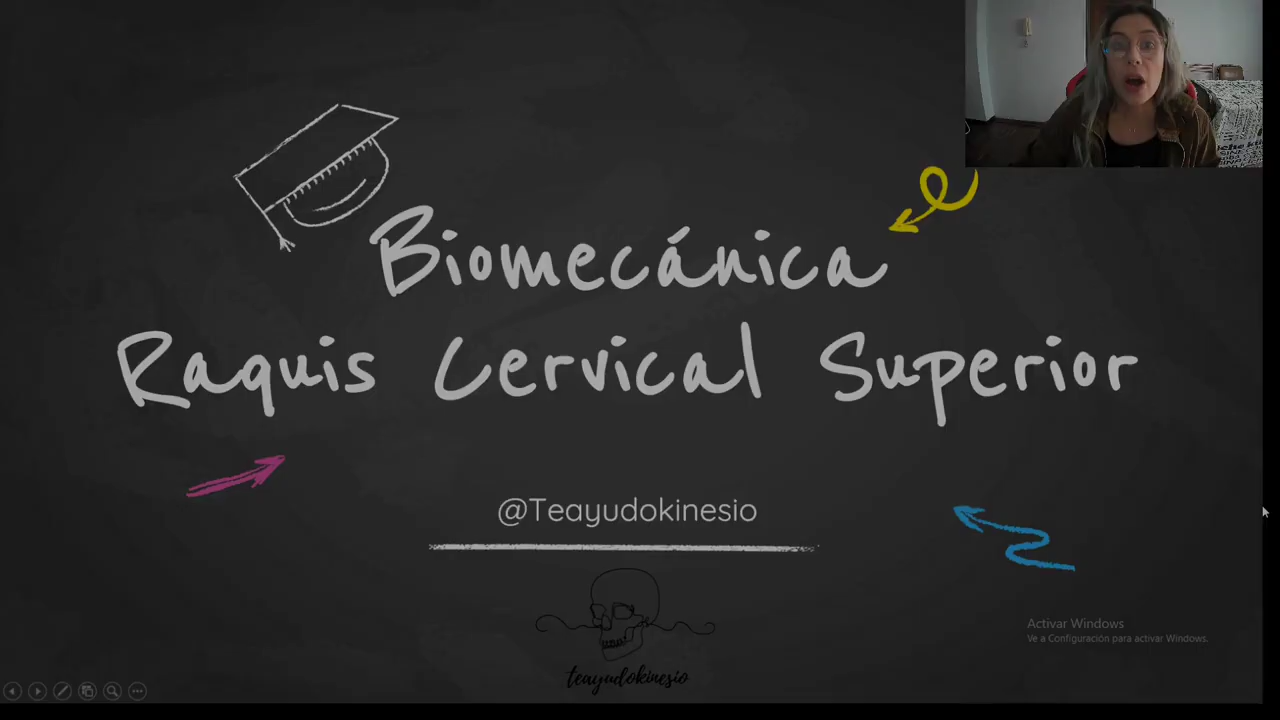 Biomecánica
Raquis Cervical Superior
@Teayudokinesio
teayudokinesio
Activar Windows
Ve a Configuración para activar Windows.